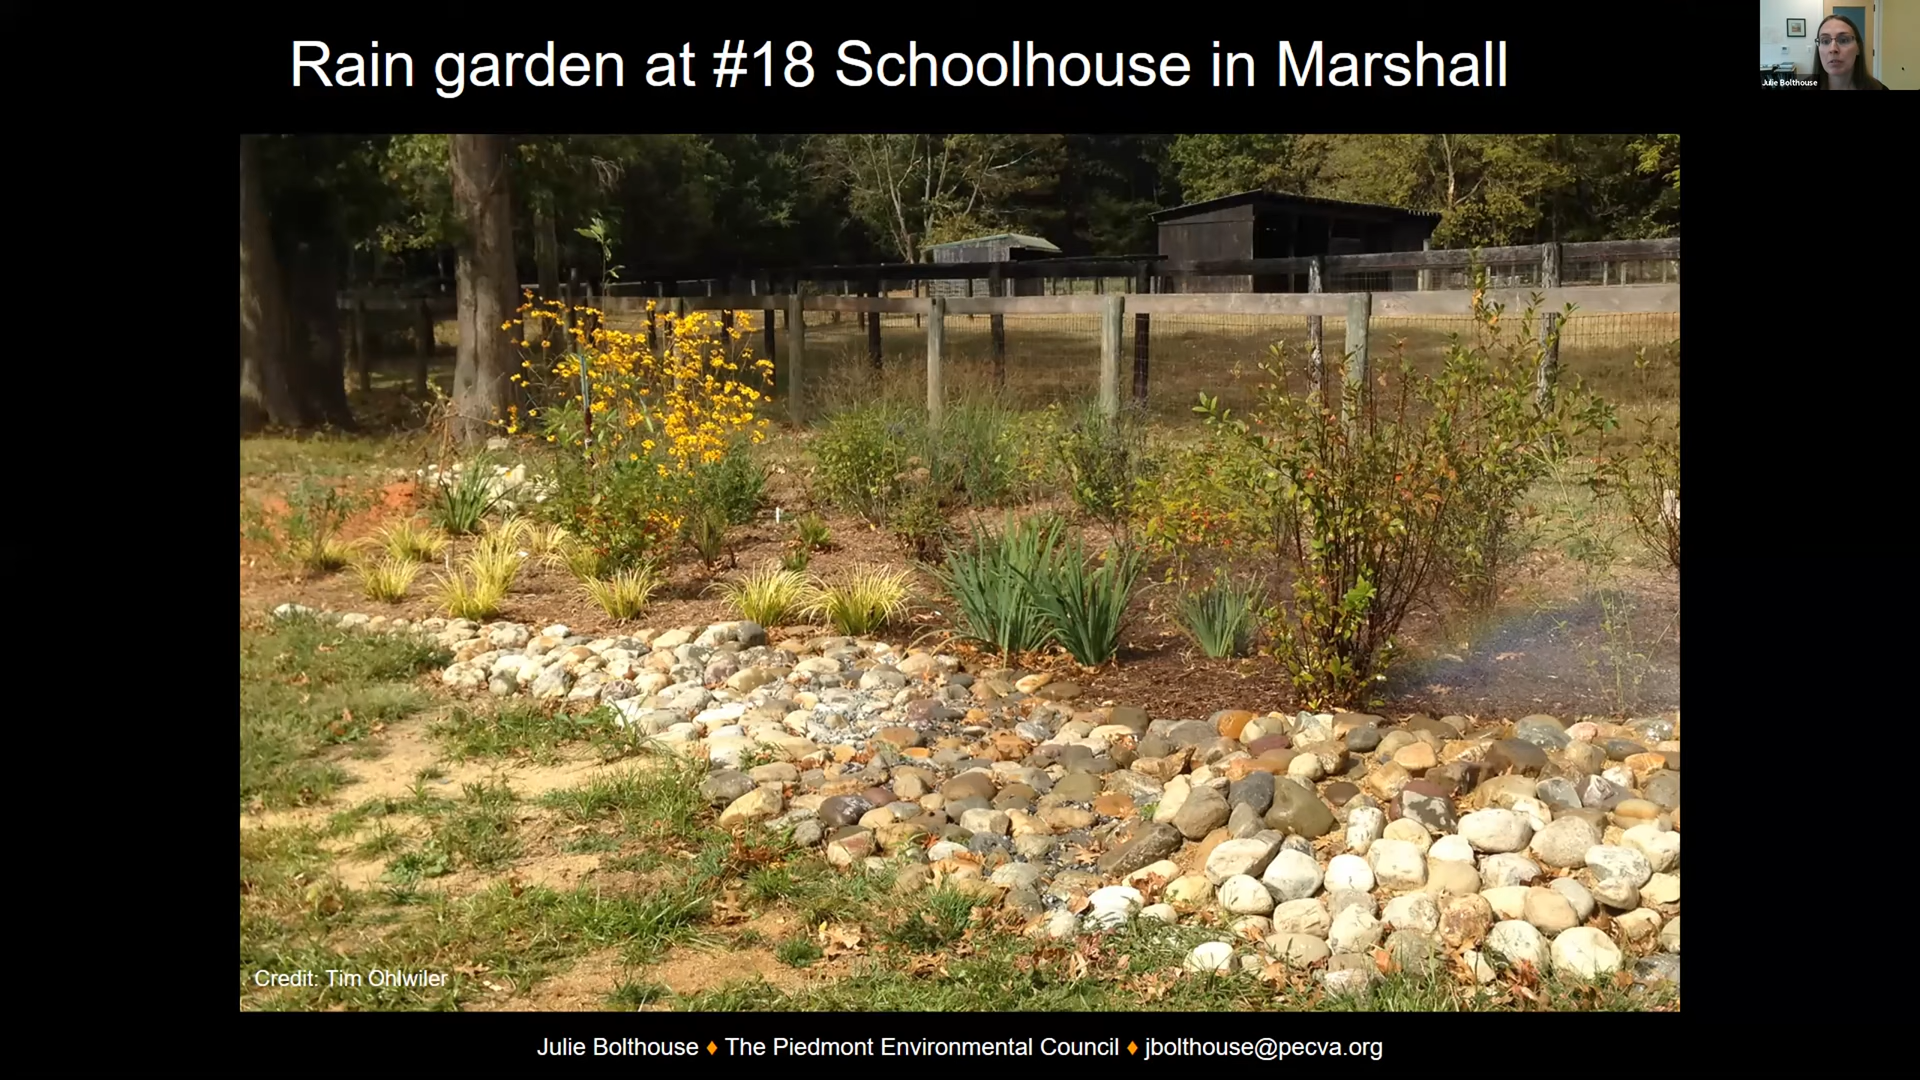 Rain garden at #18 Schoolhouse in Marshall
Julie Bolthouse
Credit: Tim Ohlwiler
Julie Bolthouse ♦ The Piedmont Environmental Council ♦ jbolthouse@pecva.org